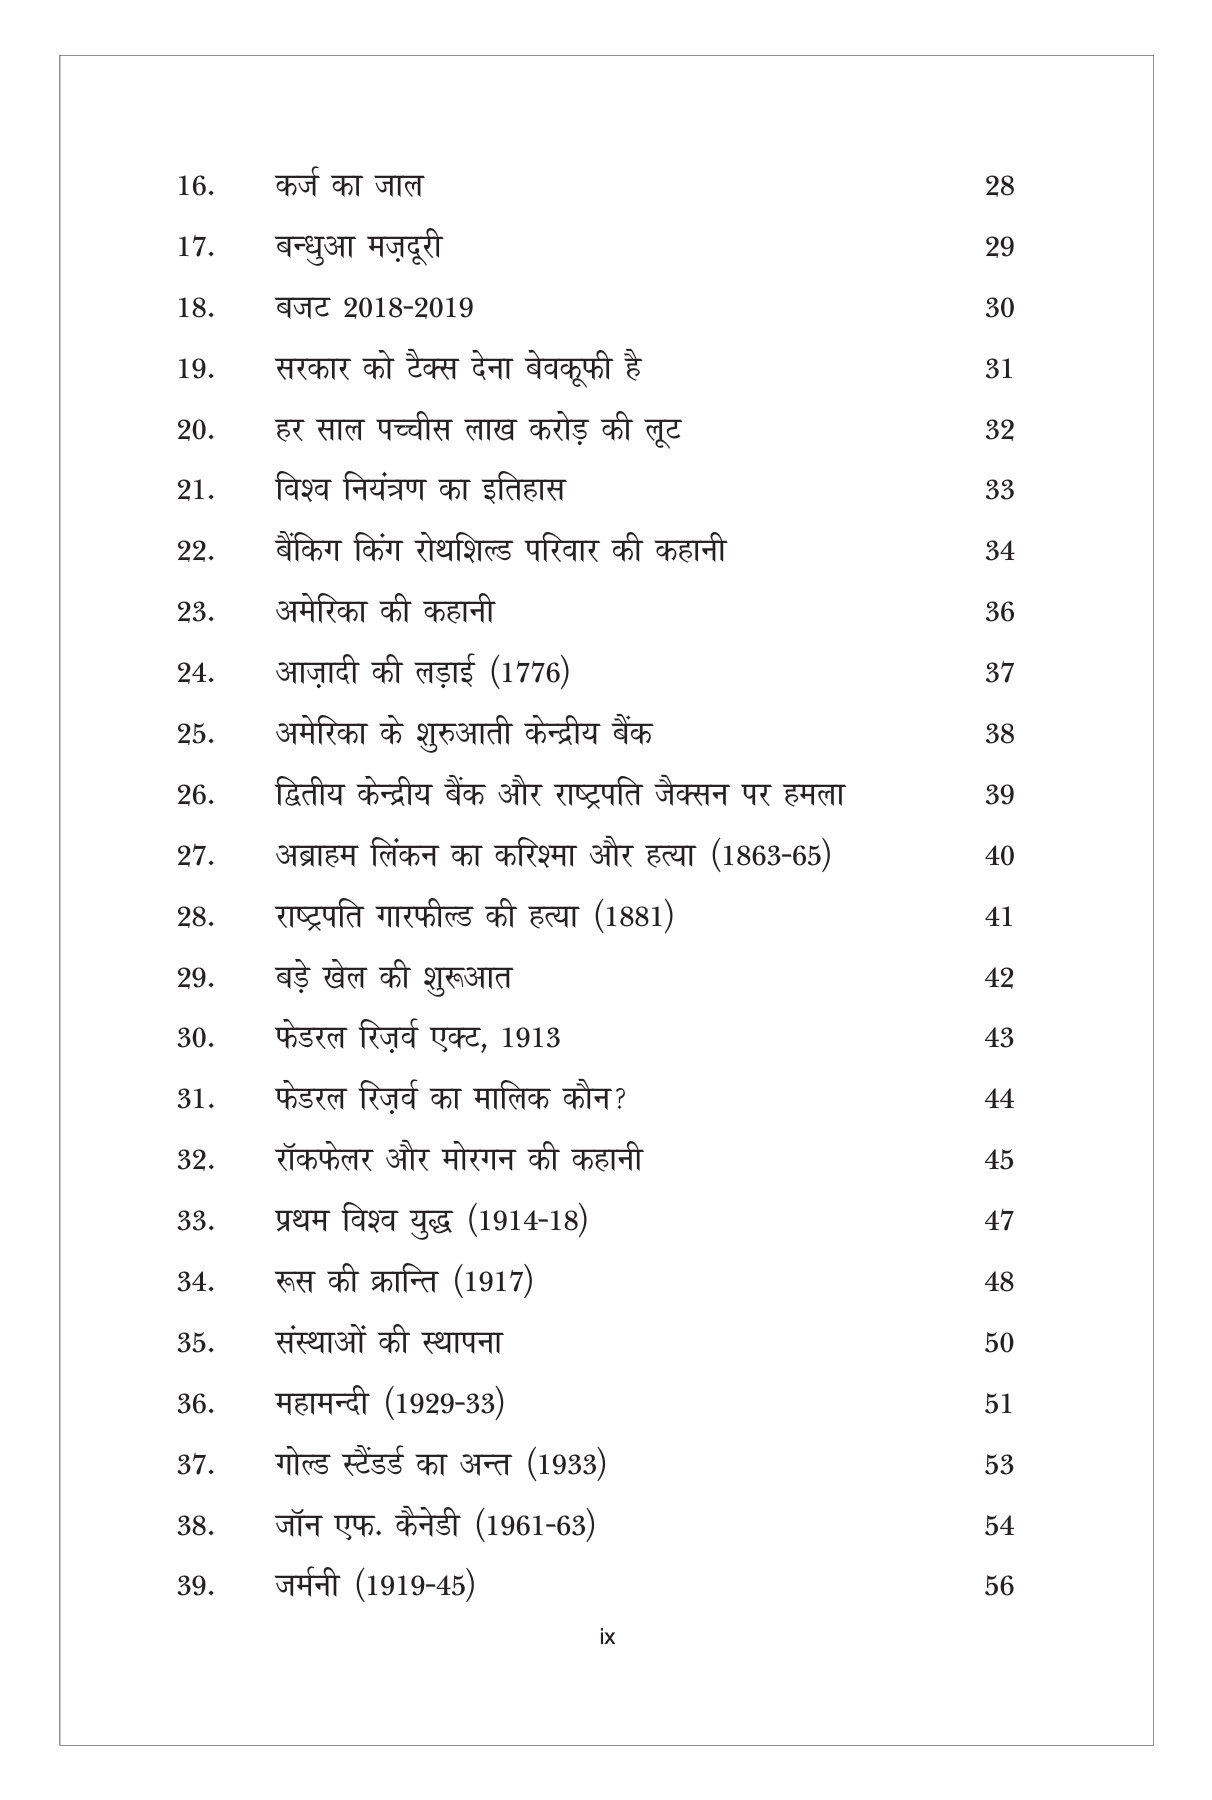 16. कर्ज का जाल 28
17. बन्धुआ मज़दूरी 29
18. बजट 2018-2019 30
19. सरकार को टैक्स देना बेवकूफी है 31
20. हर साल पच्चीस लाख करोड़ की लूट 32
21. विश्व नियंत्रण का इतिहास 33
22. बैंकिग किंग रोथशिल्ड परिवार की कहानी 34
23. अमेरिका की कहानी 36
24. आज़ादी की लड़ाई (1776) 37
25. अमेरिका के शुरुआती केन्द्रीय बैंक 38
26. द्वितीय केन्द्रीय बैंक और राष्ट्रपति जैक्सन पर हमला 39
27. अब्राहम लिंकन का करिश्मा और हत्या (1863-65) 40
28. राष्ट्रपति गारफील्ड की हत्या (1881) 41
29. बड़े खेल की शुरूआत 42
30. फेडरल रिज़र्व एक्ट, 1913 43
31. फेडरल रिज़र्व का मालिक कौन? 44
32. रॉकफेलर और मोरगन की कहानी 45
33. प्रथम विश्व युद्ध (1914-18) 47
34. रूस की क्रान्ति (1917) 48
35. संस्थाओं की स्थापना 50
36. महामन्दी (1929-33) 51
37. गोल्ड स्टैंडर्ड का अन्त (1933) 53
38. जॉन एफ. कैनेडी (1961-63) 54
39. जर्मनी (1919-45) 56
ix